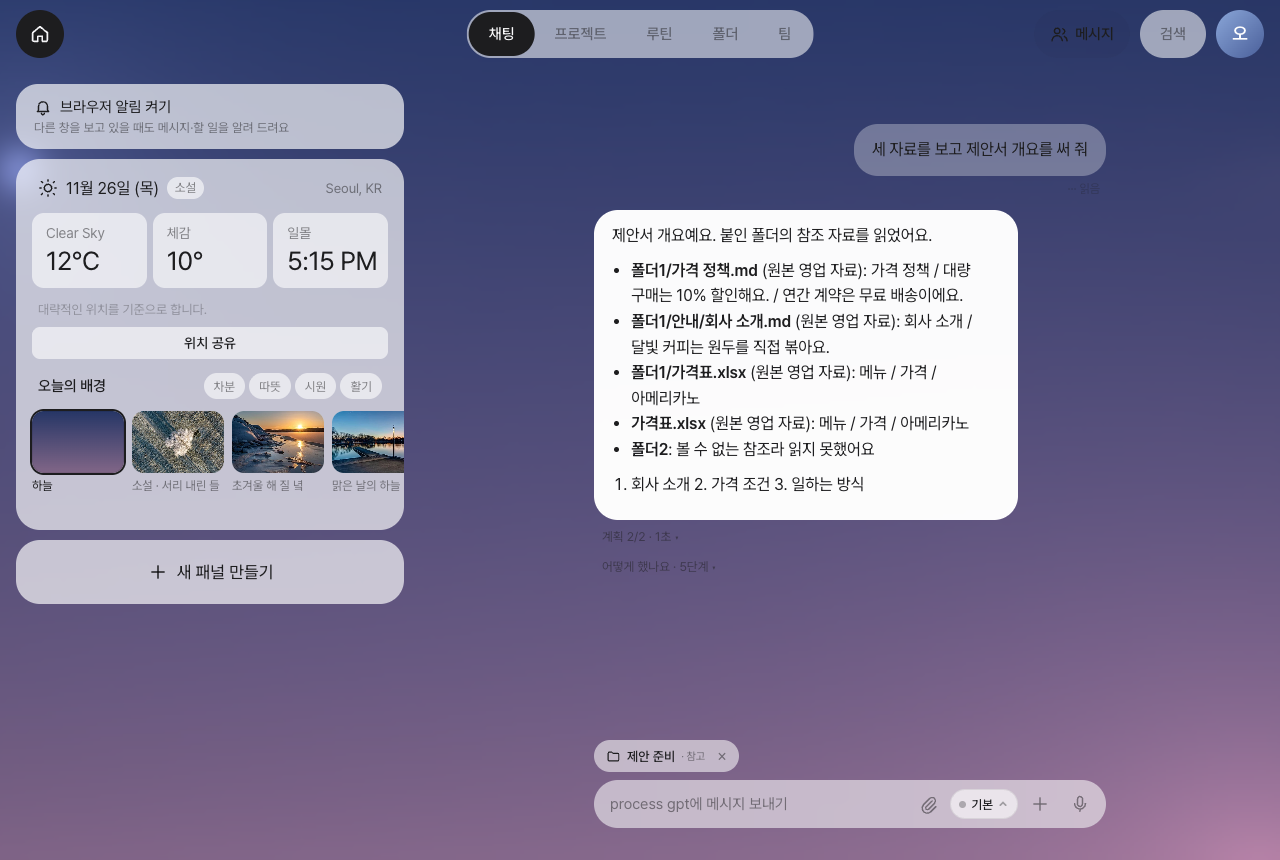 채팅
프로젝트
루틴
폴더
팀
메시지
검색
오
브라우저 알림 켜기
다른 창을 보고 있을 때도 메시지·할 일을 알려 드려요
11월 26일 (목)
소설
Seoul, KR
Clear Sky
12°C
체감
10°
일몰
5:15 PM
대략적인 위치를 기준으로 합니다.
위치 공유
오늘의 배경
차분
따뜻
시원
활기
하늘
소설 · 서리 내린 들
초겨울 해 질 녘
맑은 날의 하늘
새 패널 만들기
세 자료를 보고 제안서 개요를 써 줘
읽음
제안서 개요예요. 붙인 폴더의 참조 자료를 읽었어요.
• 폴더1/가격 정책.md (원본 영업 자료): 가격 정책 / 대량
구매는 10% 할인해요. / 연간 계약은 무료 배송이에요.
• 폴더1/안내/회사 소개.md (원본 영업 자료): 회사 소개 /
달빛 커피는 원두를 직접 볶아요.
• 폴더1/가격표.xlsx (원본 영업 자료): 메뉴 / 가격 /
아메리카노
• 가격표.xlsx (원본 영업 자료): 메뉴 / 가격 / 아메리카노
• 폴더2: 볼 수 없는 참조라 읽지 못했어요
1. 회사 소개 2. 가격 조건 3. 일하는 방식
계획 2/2 · 1초
어떻게 했나요 · 5단계
제안 준비 · 참고
process gpt에 메시지 보내기
기본